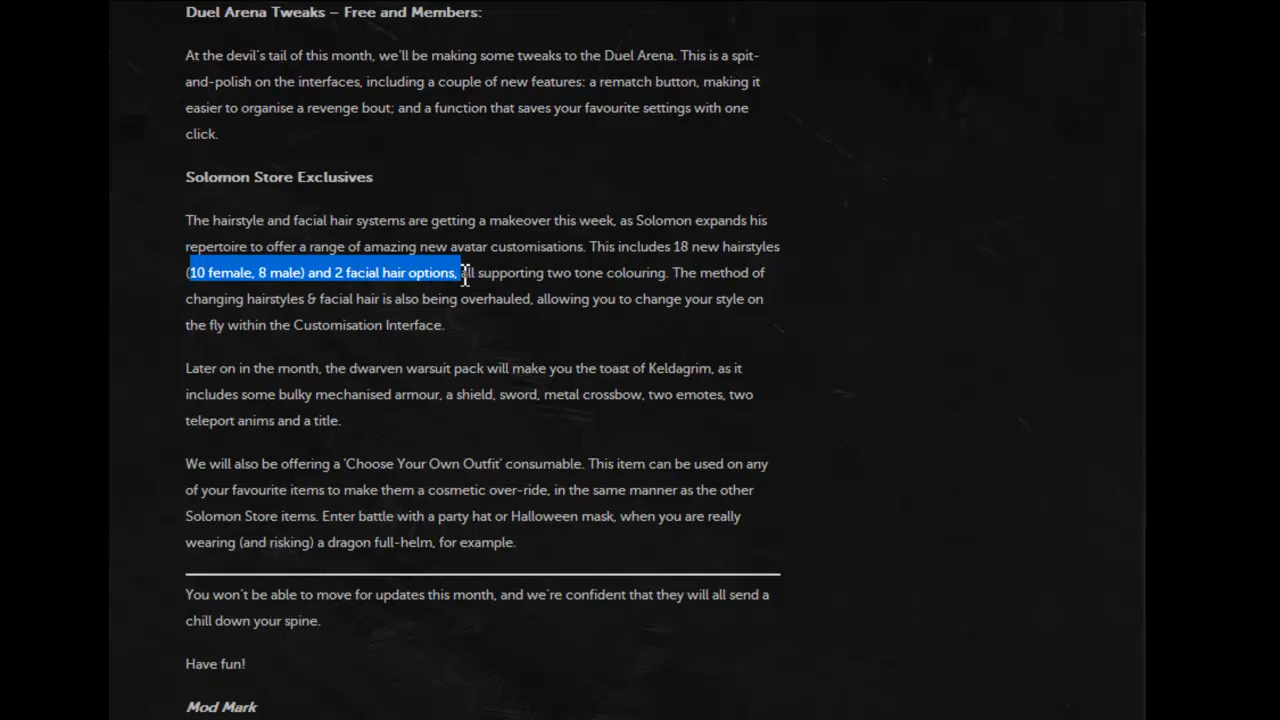 Duel Arena Tweaks – Free and Members:
At the devil's tail of this month, we'll be making some tweaks to the Duel Arena. This is a spit-
and-polish on the interfaces, including a couple of new features: a rematch button, making it
easier to organise a revenge bout; and a function that saves your favourite settings with one
click.
Solomon Store Exclusives
The hairstyle and facial hair systems are getting a makeover this week, as Solomon expands his
repertoire to offer a range of amazing new avatar customisations. This includes 18 new hairstyles
(10 female, 8 male) and 2 facial hair options, all supporting two tone colouring. The method of
changing hairstyles & facial hair is also being overhauled, allowing you to change your style on
the fly within the Customisation Interface.
Later on in the month, the dwarven warsuit pack will make you the toast of Keldagrim, as it
includes some bulky mechanised armour, a shield, sword, metal crossbow, two emotes, two
teleport anims and a title.
We will also be offering a 'Choose Your Own Outfit' consumable. This item can be used on any
of your favourite items to make them a cosmetic over-ride, in the same manner as the other
Solomon Store items. Enter battle with a party hat or Halloween mask, when you are really
wearing (and risking) a dragon full-helm, for example.
You won't be able to move for updates this month, and we're confident that they will all send a
chill down your spine.
Have fun!
Mod Mark